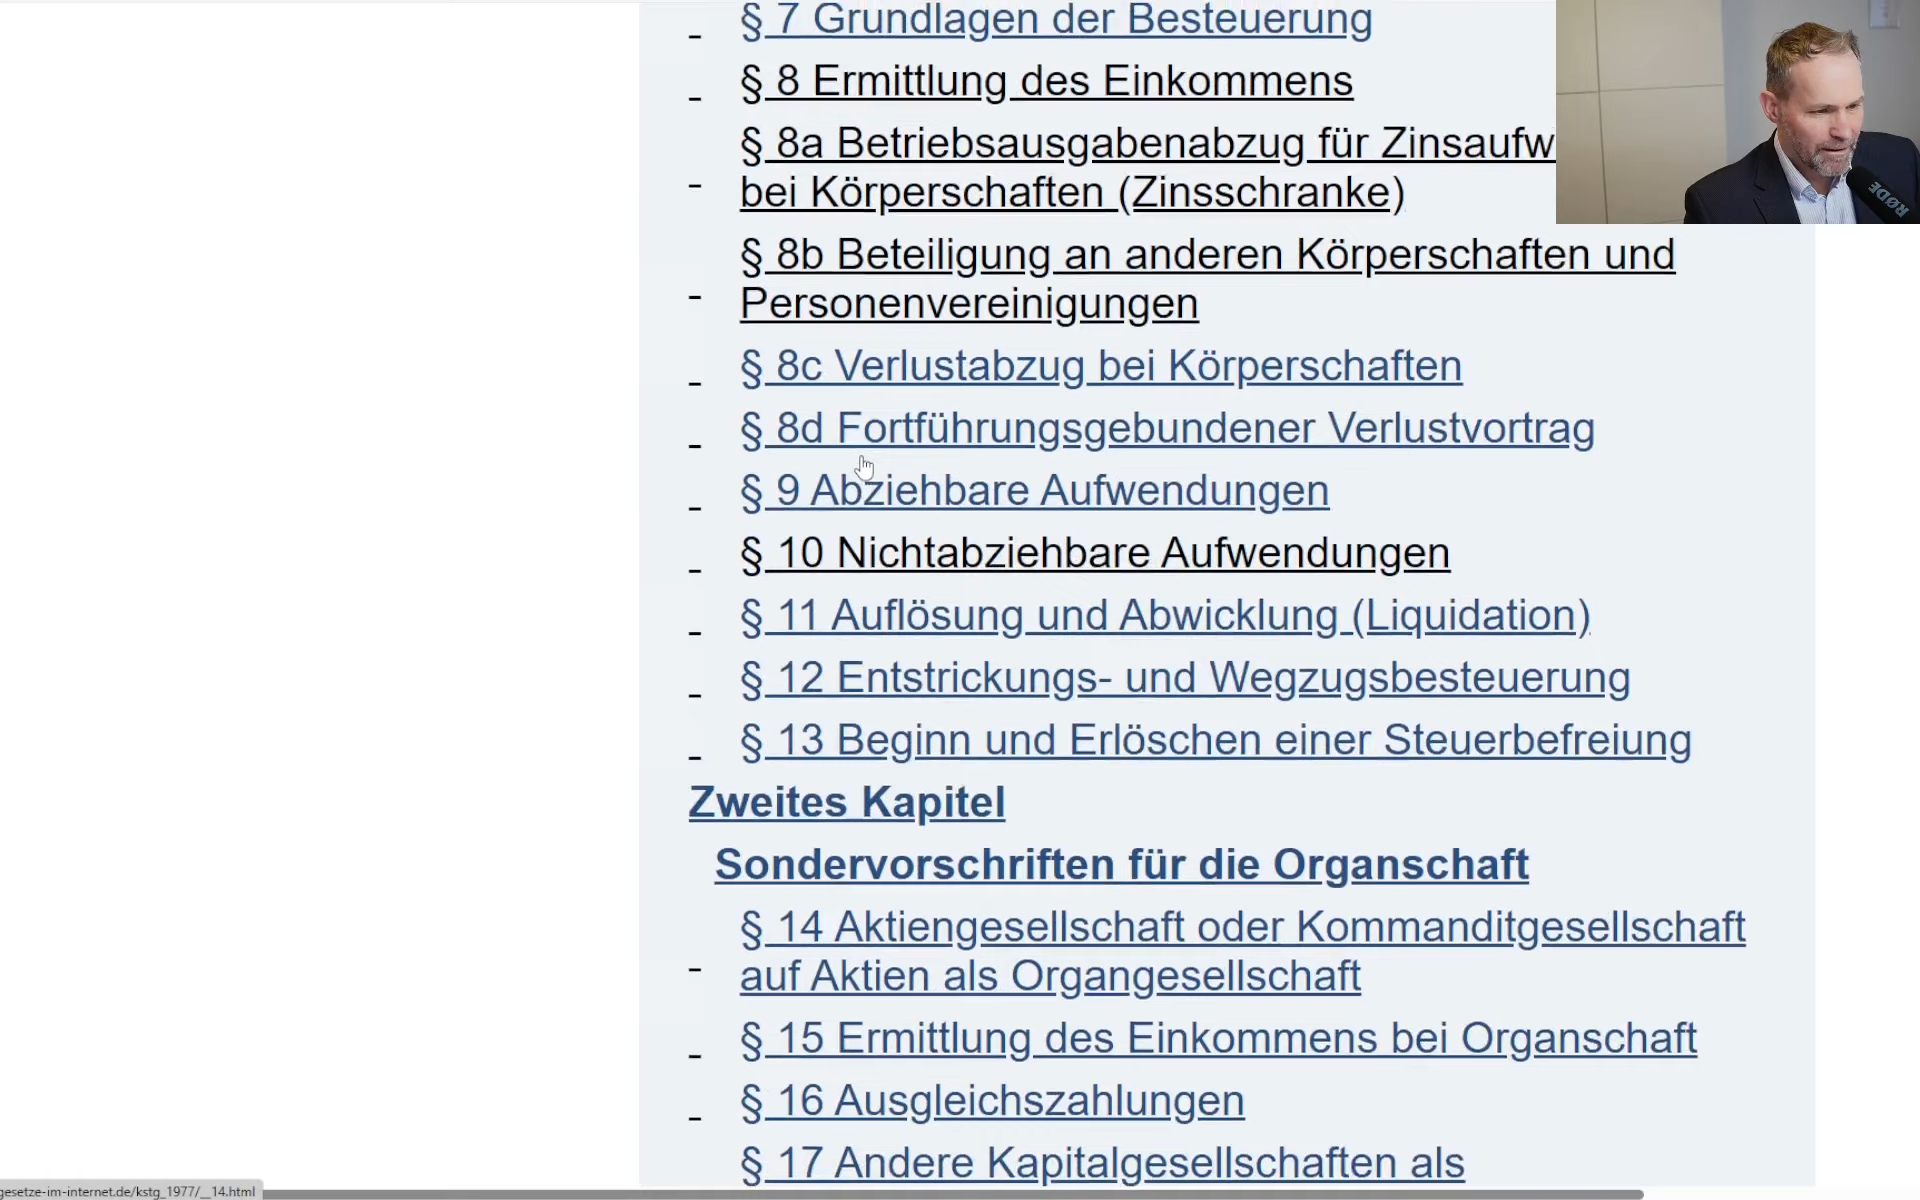 § 7 Grundlagen der Besteuerung
§ 8 Ermittlung des Einkommens
§ 8a Betriebsausgabenabzug für Zinsaufw
bei Körperschaften (Zinsschranke)
§ 8b Beteiligung an anderen Körperschaften und
Personenvereinigungen
§ 8c Verlustabzug bei Körperschaften
§ 8d Fortführungsgebundener Verlustvortrag
§ 9 Abziehbare Aufwendungen
§ 10 Nichtabziehbare Aufwendungen
§ 11 Auflösung und Abwicklung (Liquidation)
§ 12 Entstrickungs- und Wegzugsbesteuerung
§ 13 Beginn und Erlöschen einer Steuerbefreiung
Zweites Kapitel
Sondervorschriften für die Organschaft
§ 14 Aktiengesellschaft oder Kommanditgesellschaft
auf Aktien als Organgesellschaft
§ 15 Ermittlung des Einkommens bei Organschaft
§ 16 Ausgleichszahlungen
§ 17 Andere Kapitalgesellschaften als
gesetze-im-internet.de/kstg_1977/__14.html
RØDE